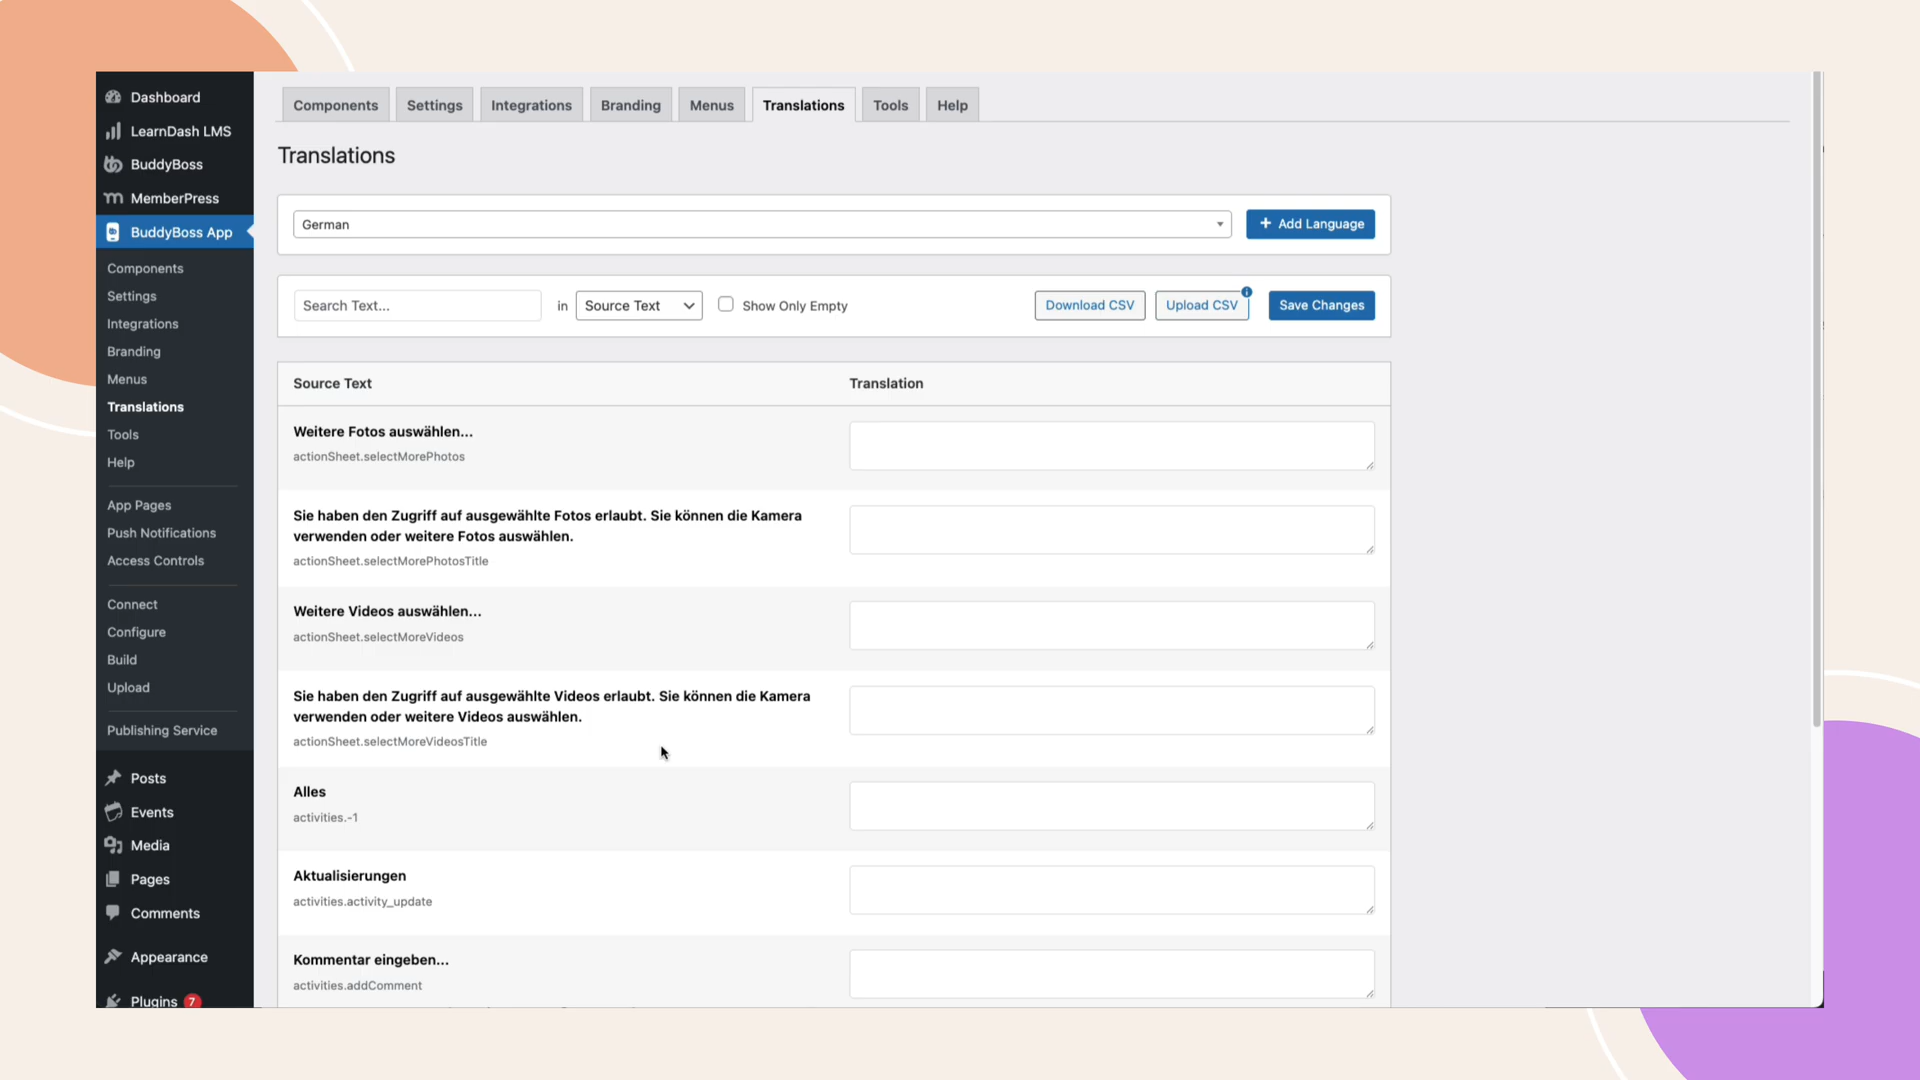 Dashboard
LearnDash LMS
BuddyBoss
MemberPress
BuddyBoss App
Components
Settings
Integrations
Branding
Menus
Translations
Tools
Help
App Pages
Push Notifications
Access Controls
Connect
Configure
Build
Upload
Publishing Service
Posts
Events
Media
Pages
Comments
Appearance
Plugins 7
Components Settings Integrations Branding Menus Translations Tools Help
Translations
German
+ Add Language
Search Text... in Source Text Show Only Empty Download CSV Upload CSV i Save Changes
Source Text Translation
Weitere Fotos auswählen...
actionSheet.selectMorePhotos
Sie haben den Zugriff auf ausgewählte Fotos erlaubt. Sie können die Kamera
verwenden oder weitere Fotos auswählen.
actionSheet.selectMorePhotosTitle
Weitere Videos auswählen...
actionSheet.selectMoreVideos
Sie haben den Zugriff auf ausgewählte Videos erlaubt. Sie können die Kamera
verwenden oder weitere Videos auswählen.
actionSheet.selectMoreVideosTitle
Alles
activities.-1
Aktualisierungen
activities.activity_update
Kommentar eingeben...
activities.addComment